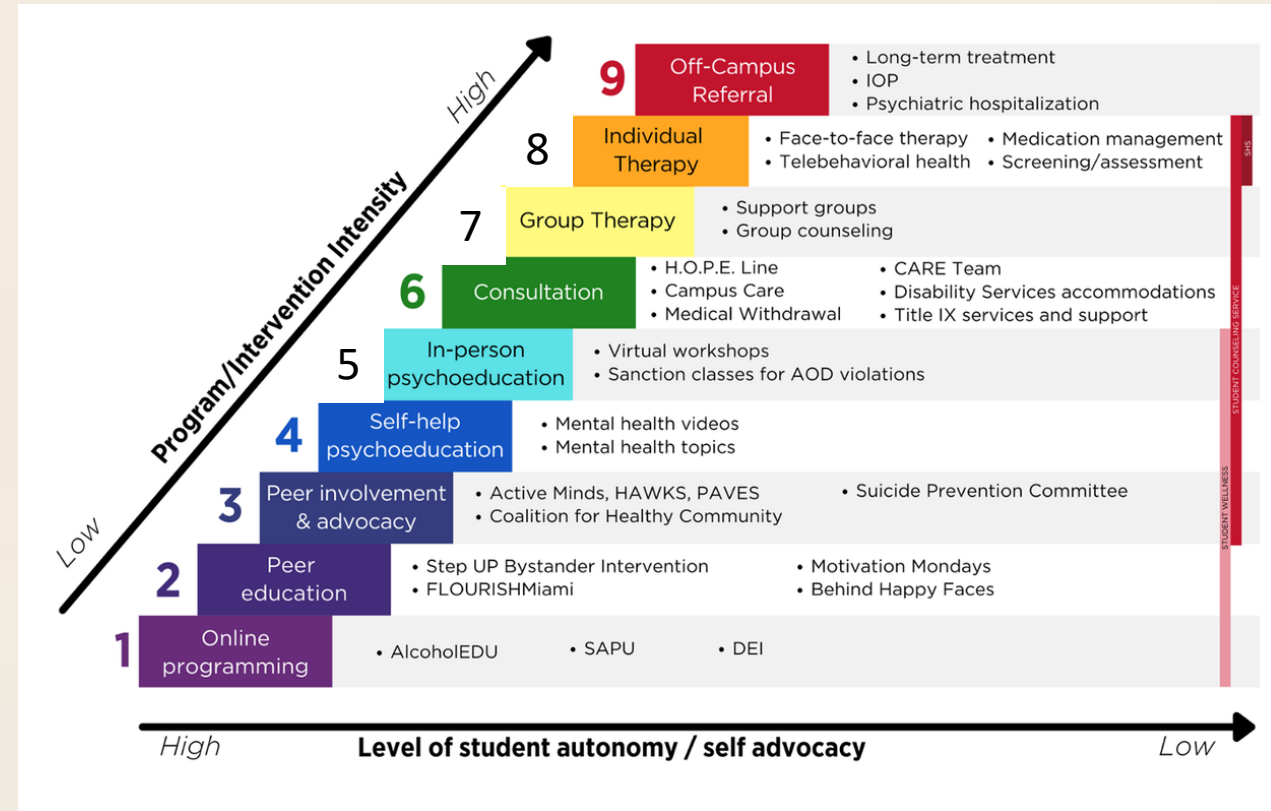 9
Off-Campus
Referral
• Long-term treatment
• IOP
• Psychiatric hospitalization
8
Individual
Therapy
• Face-to-face therapy
• Telebehavioral health
• Medication management
• Screening/assessment
7
Group Therapy
• Support groups
• Group counseling
6
Consultation
• H.O.P.E. Line
• Campus Care
• Medical Withdrawal
• CARE Team
• Disability Services accommodations
• Title IX services and support
5
In-person
psychoeducation
• Virtual workshops
• Sanction classes for AOD violations
4
Self-help
psychoeducation
• Mental health videos
• Mental health topics
3
Peer involvement
& advocacy
• Active Minds, HAWKS, PAVES
• Coalition for Healthy Community
• Suicide Prevention Committee
2
Peer
education
• Step UP Bystander Intervention
• FLOURISHMiami
• Motivation Mondays
• Behind Happy Faces
1
Online
programming
• AlcoholEDU
• SAPU
• DEI
High
Program/Intervention Intensity
Low
SHS
STUDENT COUNSELING SERVICE
STUDENT WELLNESS
High
Level of student autonomy / self advocacy
Low